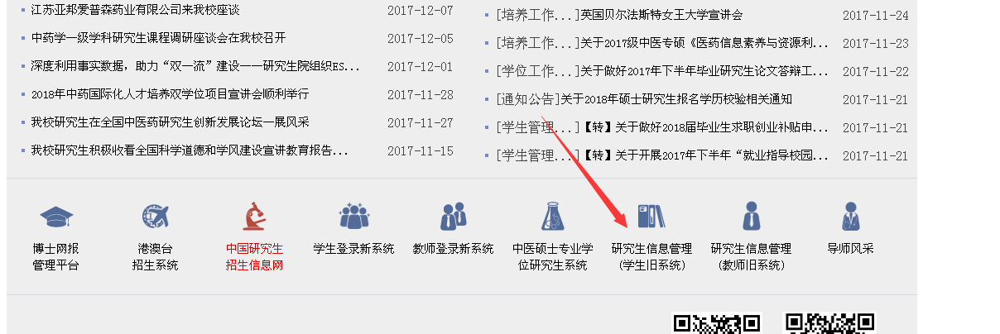 江苏亚邦爱普森药业有限公司来我校座谈 2017-12-07
中药学一级学科研究生课程调研座谈会在我校召开 2017-12-05
深度利用事实数据，助力“双一流”建设——研究生院组织ES... 2017-12-01
2018年中药国际化人才培养双学位项目宣讲会顺利举行 2017-11-28
我校研究生在全国中医药研究生创新发展论坛一展风采 2017-11-27
我校研究生积极收看全国科学道德和学风建设宣讲教育报告... 2017-11-15
[培养工作...]英国贝尔法斯特女王大学宣讲会 2017-11-24
[培养工作...]关于2017级中医专硕《医药信息素养与资源利... 2017-11-23
[学位工作...]关于做好2017年下半年毕业研究生论文答辩工... 2017-11-22
[通知公告]关于2018年硕士研究生报名学历校验相关通知 2017-11-21
[学生管理...]【转】关于做好2018届毕业生求职创业补贴申... 2017-11-21
[学生管理...]【转】关于开展2017年下半年“就业指导校园... 2017-11-21
博士网报
管理平台
港澳台
招生系统
中国研究生
招生信息网
学生登录新系统
教师登录新系统
中医硕士专业学
位研究生系统
研究生信息管理
(学生旧系统)
研究生信息管理
(教师旧系统)
导师风采